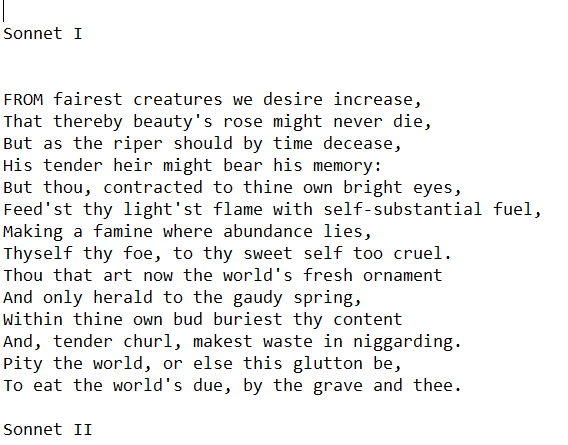 Sonnet I
FROM fairest creatures we desire increase,
That thereby beauty's rose might never die,
But as the riper should by time decease,
His tender heir might bear his memory:
But thou, contracted to thine own bright eyes,
Feed'st thy light'st flame with self-substantial fuel,
Making a famine where abundance lies,
Thyself thy foe, to thy sweet self too cruel.
Thou that art now the world's fresh ornament
And only herald to the gaudy spring,
Within thine own bud buriest thy content
And, tender churl, makest waste in niggarding.
Pity the world, or else this glutton be,
To eat the world's due, by the grave and thee.
Sonnet II